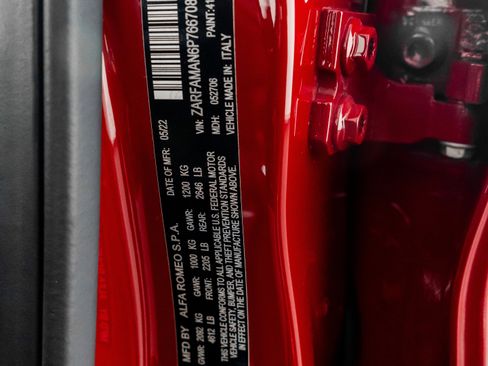 MFD BY ALFA ROMEO S.P.A. DATE OF MFR: 05/22
GVWR: 2092 KG GAWR: 1000 KG GAWR: 1200 KG
4612 LB FRONT: 2205 LB REAR: 2646 LB
THIS VEHICLE CONFORMS TO ALL APPLICABLE U.S. FEDERAL MOTOR
VEHICLE SAFETY, BUMPER, AND THEFT PREVENTION STANDARDS
IN EFFECT ON THE DATE OF MANUFACTURE SHOWN ABOVE.
VIN: ZARFAMAN6P766708
MDH: 052706 PAINT: 41
VEHICLE MADE IN: ITALY